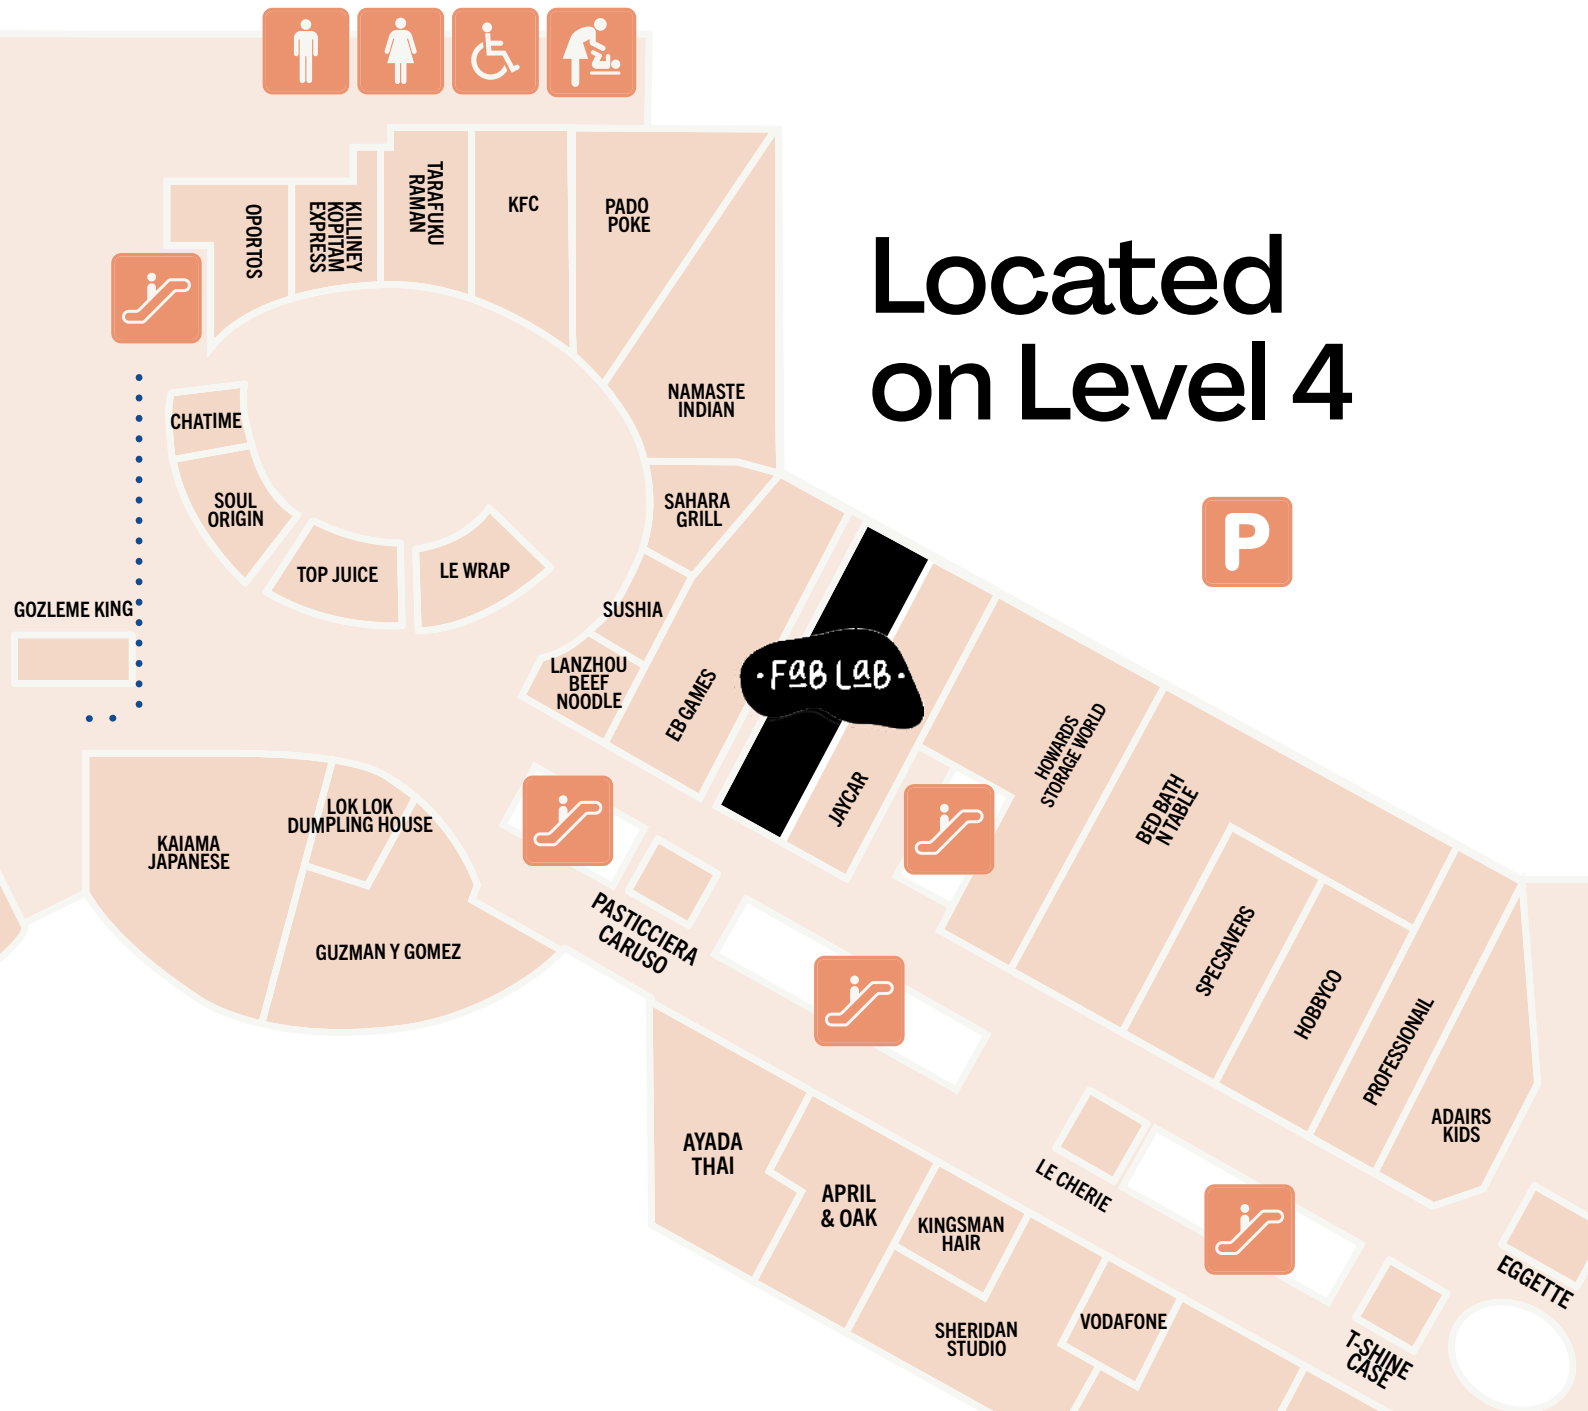 Located
on Level 4
P
OPORTOS
KILLINEY
KOPITAM
EXPRESS
TARAFUKU
RAMAN
KFC
PADO
POKE
NAMASTE
INDIAN
CHATIME
SOUL
ORIGIN
TOP JUICE
LE WRAP
SAHARA
GRILL
SUSHIA
GOZLEME KING
LANZHOU
BEEF
NOODLE
EB GAMES
·FaB LaB·
JAYCAR
HOWARDS
STORAGE WORLD
BED BATH
N TABLE
LOK LOK
DUMPLING HOUSE
KAIAMA
JAPANESE
GUZMAN Y GOMEZ
PASTICCIERA
CARUSO
SPECSAVERS
HOBBYCO
PROFESSIONAIL
ADAIRS
KIDS
AYADA
THAI
APRIL
& OAK
KINGSMAN
HAIR
LE CHERIE
SHERIDAN
STUDIO
VODAFONE
T-SHINE
CASE
EGGETTE